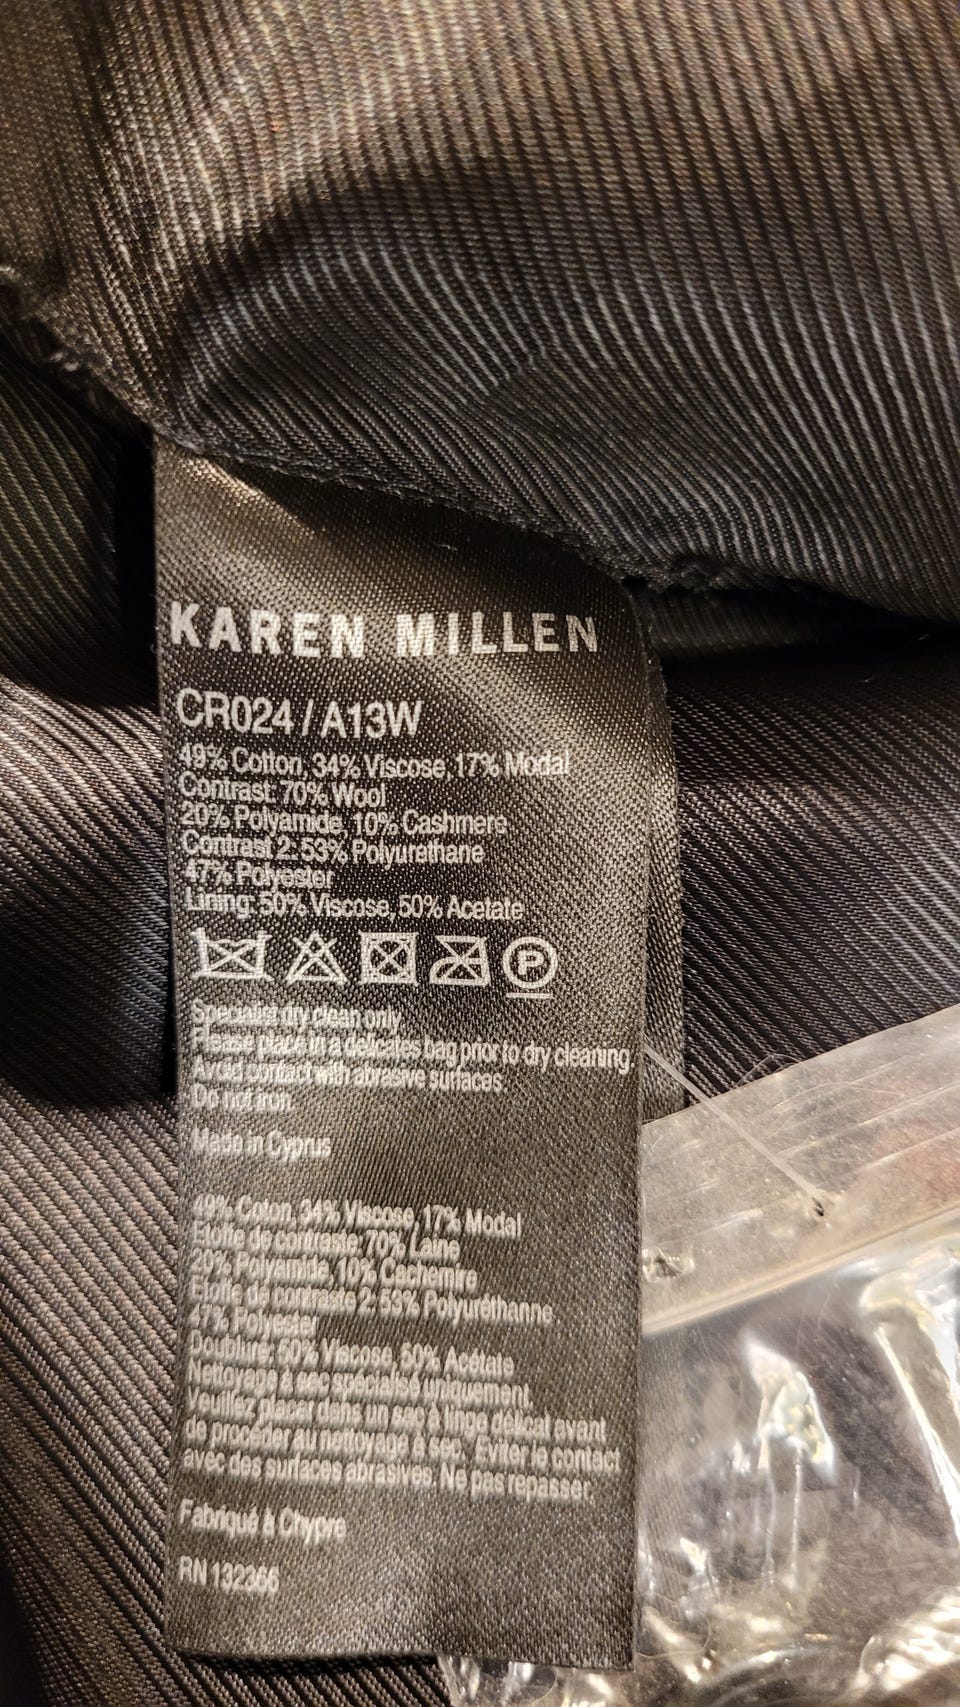 KAREN MILLEN
CR024 / A13W
49% Cotton, 34% Viscose, 17% Modal
Contrast: 70% Wool
20% Polyamide, 10% Cashmere
Contrast 2: 53% Polyurethane
47% Polyester
Lining: 50% Viscose, 50% Acetate
P
Specialist dry clean only.
Please place in a delicates bag prior to dry cleaning.
Avoid contact with abrasive surfaces.
Do not iron.
Made in Cyprus
49% Coton, 34% Viscose, 17% Modal
Etoffe de contraste: 70% Laine
20% Polyamide, 10% Cachemire
Etoffe de contraste 2: 53% Polyuréthanne
47% Polyester
Doublure: 50% Viscose, 50% Acétate
Nettoyage à sec spécialisé uniquement.
Veuillez placer dans un sac à linge délicat avant
de procéder au nettoyage à sec. Eviter le contact
avec des surfaces abrasives. Ne pas repasser.
Fabriqué à Chypre
RN 132366